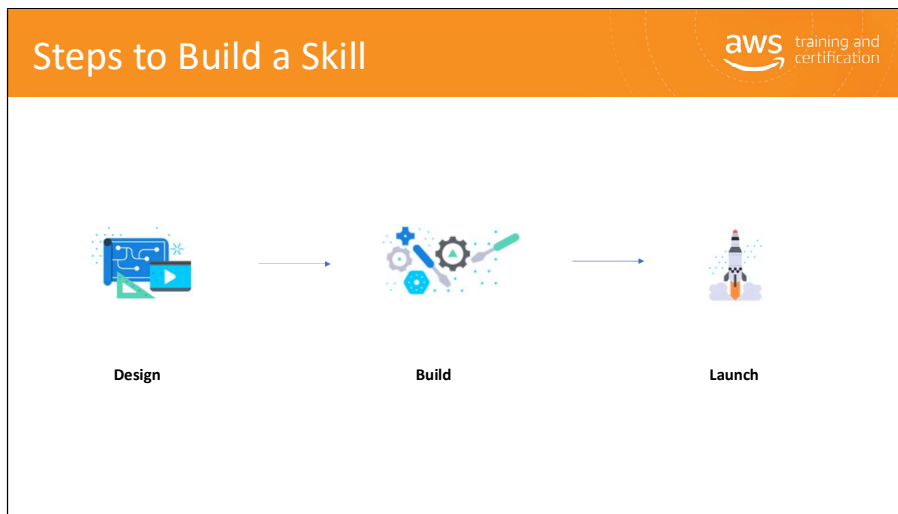 Steps to Build a Skill
aws training and
certification
Design
Build
Launch